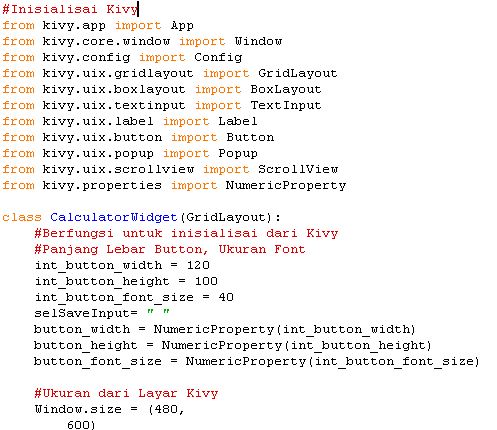 #Inisialisai Kivy
from kivy.app import App
from kivy.core.window import Window
from kivy.config import Config
from kivy.uix.gridlayout import GridLayout
from kivy.uix.boxlayout import BoxLayout
from kivy.uix.textinput import TextInput
from kivy.uix.label import Label
from kivy.uix.button import Button
from kivy.uix.popup import Popup
from kivy.uix.scrollview import ScrollView
from kivy.properties import NumericProperty
class CalculatorWidget(GridLayout):
#Berfungsi untuk inisialisai dari Kivy
#Panjang Lebar Button, Ukuran Font
int_button_width = 120
int_button_height = 100
int_button_font_size = 40
selSaveInput= " "
button_width = NumericProperty(int_button_width)
button_height = NumericProperty(int_button_height)
button_font_size = NumericProperty(int_button_font_size)
#Ukuran dari Layar Kivy
Window.size = (480,
600)